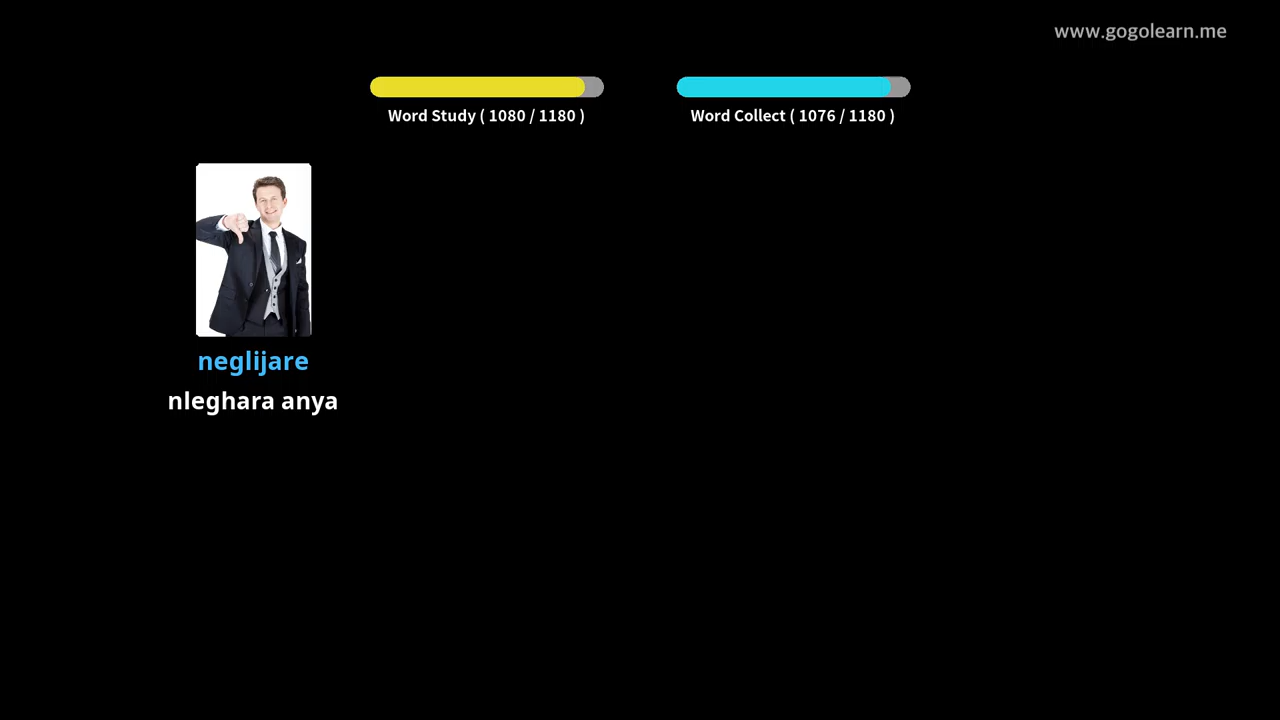 www.gogolearn.me
Word Study ( 1080 / 1180 )
Word Collect ( 1076 / 1180 )
neglijare
nleghara anya